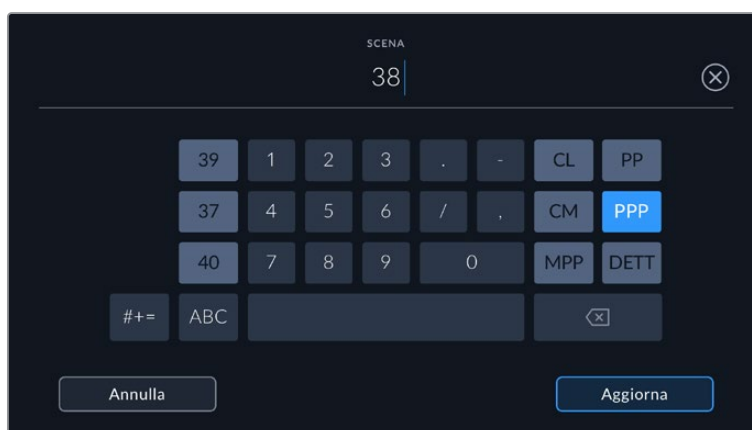 SCENA
38
39 1 2 3 . - CL PP
37 4 5 6 / , CM PPP
40 7 8 9 0 MPP DETT
#+= ABC
Annulla Aggiorna